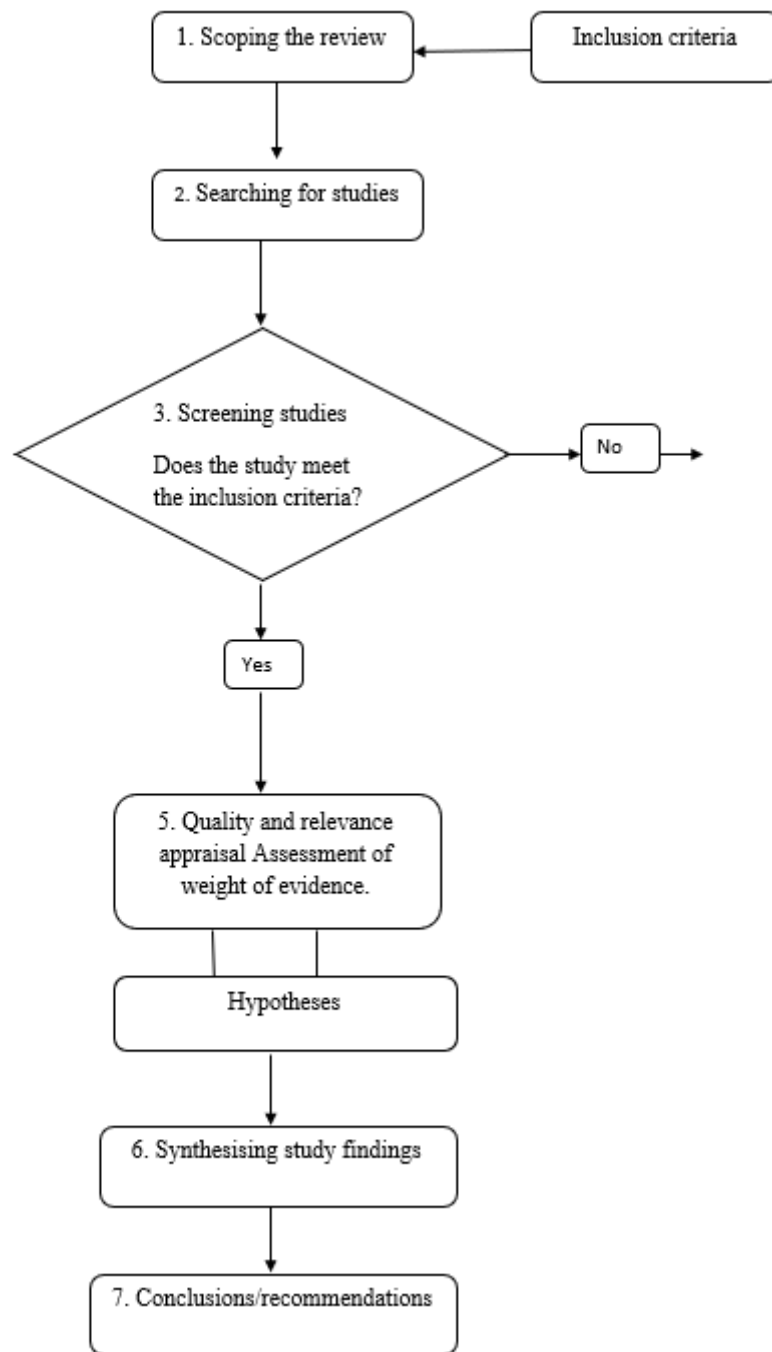 1. Scoping the review
Inclusion criteria
2. Searching for studies
3. Screening studies
Does the study meet
the inclusion criteria?
No
Yes
5. Quality and relevance
appraisal Assessment of
weight of evidence.
Hypotheses
6. Synthesising study findings
7. Conclusions/recommendations